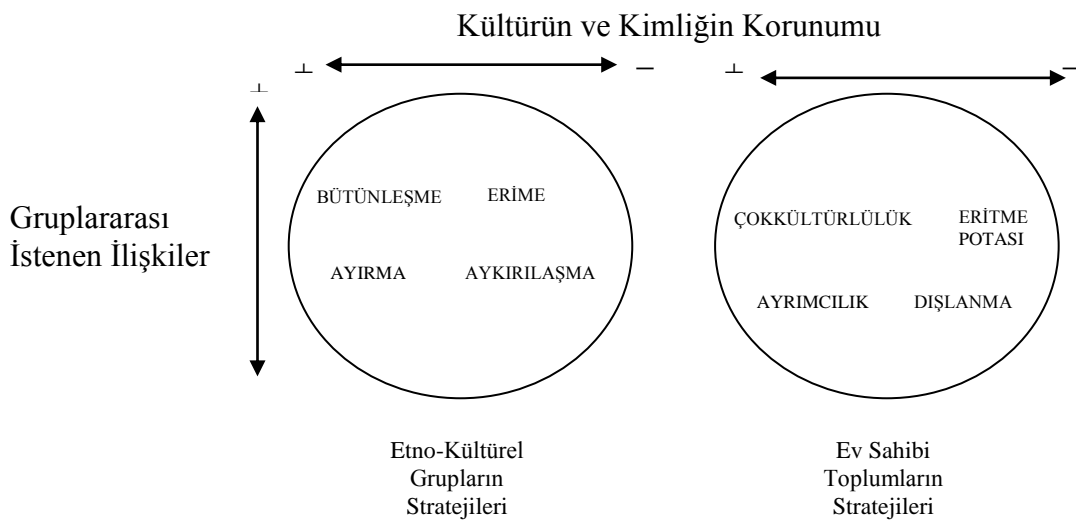 Kültürün ve Kimliğin Korunumu
+ − + −
+
Gruplararası
İstenen İlişkiler
BÜTÜNLEŞME ERİME
AYIRMA AYKIRILAŞMA
ÇOKKÜLTÜRLÜLÜK ERİTME
POTASI
AYRIMCILIK DIŞLANMA
Etno-Kültürel
Grupların
Stratejileri
Ev Sahibi
Toplumların
Stratejileri